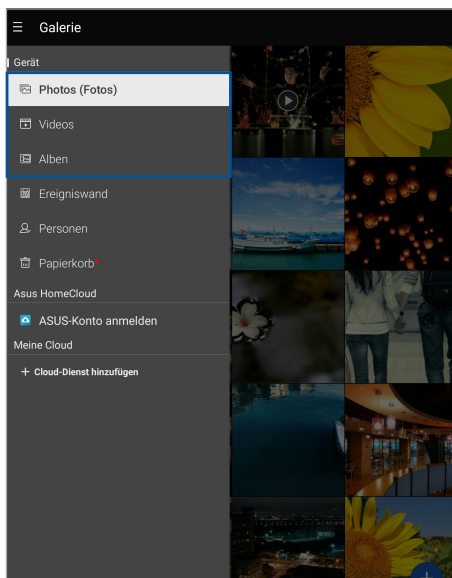 Galerie
Gerät
Photos (Fotos)
Videos
Alben
Ereigniswand
Personen
Papierkorb
Asus HomeCloud
ASUS-Konto anmelden
Meine Cloud
+ Cloud-Dienst hinzufügen